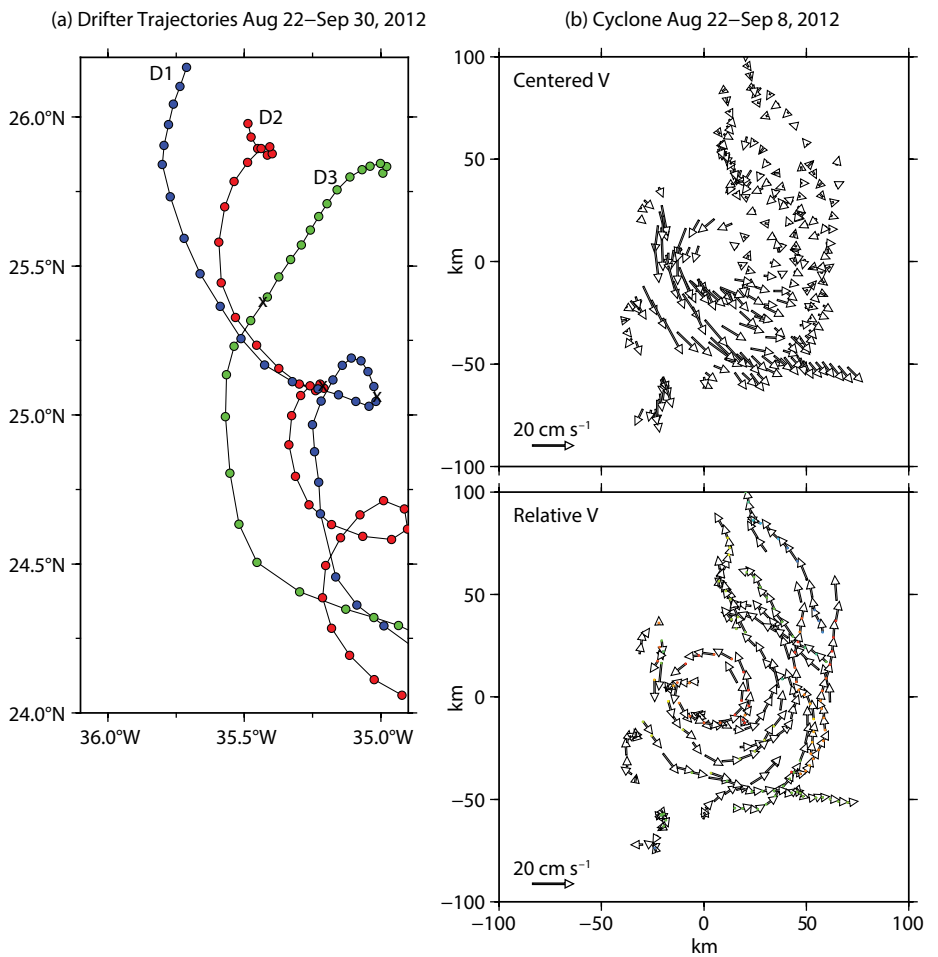 (a) Drifter Trajectories Aug 22–Sep 30, 2012
D1
D2
D3
x
x
x
26.0°N
25.5°N
25.0°N
24.5°N
24.0°N
36.0°W 35.5°W 35.0°W
(b) Cyclone Aug 22–Sep 8, 2012
Centered V
100
50
0
−50
−100
km
20 cm s⁻¹
Relative V
100
50
0
−50
−100
km
20 cm s⁻¹
−100 −50 0 50 100
km